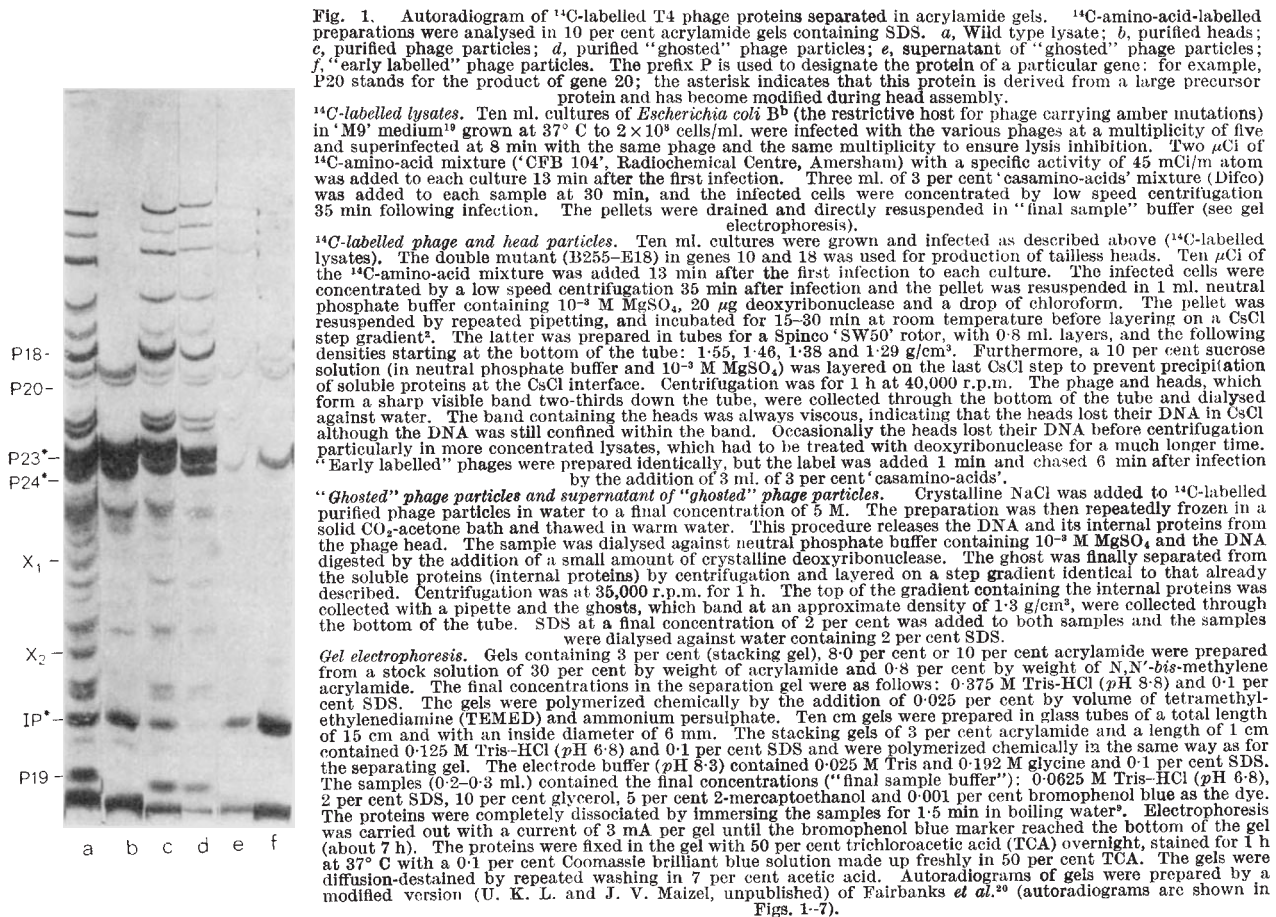 Fig. 1. Autoradiogram of ¹⁴C-labelled T4 phage proteins separated in acrylamide gels. ¹⁴C-amino-acid-labelled
preparations were analysed in 10 per cent acrylamide gels containing SDS. a, Wild type lysate; b, purified heads;
c, purified phage particles; d, purified "ghosted" phage particles; e, supernatant of "ghosted" phage particles;
f, "early labelled" phage particles. The prefix P is used to designate the protein of a particular gene: for example,
P20 stands for the product of gene 20; the asterisk indicates that this protein is derived from a large precursor
protein and has become modified during head assembly.
¹⁴C-labelled lysates. Ten ml. cultures of Escherichia coli Bᵇ (the restrictive host for phage carrying amber mutations)
in 'M9' medium¹⁹ grown at 37° C to 2 × 10⁸ cells/ml. were infected with the various phages at a multiplicity of five
and superinfected at 8 min with the same phage and the same multiplicity to ensure lysis inhibition. Two μCi of
¹⁴C-amino-acid mixture ('CFB 104', Radiochemical Centre, Amersham) with a specific activity of 45 mCi/m atom
was added to each culture 13 min after the first infection. Three ml. of 3 per cent 'casamino-acids' mixture (Difco)
was added to each sample at 30 min, and the infected cells were concentrated by low speed centrifugation
35 min following infection. The pellets were drained and directly resuspended in "final sample" buffer (see gel
electrophoresis).
¹⁴C-labelled phage and head particles. Ten ml. cultures were grown and infected as described above (¹⁴C-labelled
lysates). The double mutant (B255–E18) in genes 10 and 18 was used for production of tailless heads. Ten μCi of
the ¹⁴C-amino-acid mixture was added 13 min after the first infection to each culture. The infected cells were
concentrated by a low speed centrifugation 35 min after infection and the pellet was resuspended in 1 ml. neutral
phosphate buffer containing 10⁻³ M MgSO₄, 20 μg deoxyribonuclease and a drop of chloroform. The pellet was
resuspended by repeated pipetting, and incubated for 15–30 min at room temperature before layering on a CsCl
step gradient². The latter was prepared in tubes for a Spinco 'SW50' rotor, with 0·8 ml. layers, and the following
densities starting at the bottom of the tube: 1·55, 1·46, 1·38 and 1·29 g/cm³. Furthermore, a 10 per cent sucrose
solution (in neutral phosphate buffer and 10⁻³ M MgSO₄) was layered on the last CsCl step to prevent precipitation
of soluble proteins at the CsCl interface. Centrifugation was for 1 h at 40,000 r.p.m. The phage and heads, which
form a sharp visible band two-thirds down the tube, were collected through the bottom of the tube and dialysed
against water. The band containing the heads was always viscous, indicating that the heads lost their DNA in CsCl
although the DNA was still confined within the band. Occasionally the heads lost their DNA before centrifugation
particularly in more concentrated lysates, which had to be treated with deoxyribonuclease for a much longer time.
"Early labelled" phages were prepared identically, but the label was added 1 min and chased 6 min after infection
by the addition of 3 ml. of 3 per cent 'casamino-acids'.
"Ghosted" phage particles and supernatant of "ghosted" phage particles. Crystalline NaCl was added to ¹⁴C-labelled
purified phage particles in water to a final concentration of 5 M. The preparation was then repeatedly frozen in a
solid CO₂-acetone bath and thawed in warm water. This procedure releases the DNA and its internal proteins from
the phage head. The sample was dialysed against neutral phosphate buffer containing 10⁻³ M MgSO₄ and the DNA
digested by the addition of a small amount of crystalline deoxyribonuclease. The ghost was finally separated from
the soluble proteins (internal proteins) by centrifugation and layered on a step gradient identical to that already
described. Centrifugation was at 35,000 r.p.m. for 1 h. The top of the gradient containing the internal proteins was
collected with a pipette and the ghosts, which band at an approximate density of 1·3 g/cm³, were collected through
the bottom of the tube. SDS at a final concentration of 2 per cent was added to both samples and the samples
were dialysed against water containing 2 per cent SDS.
Gel electrophoresis. Gels containing 3 per cent (stacking gel), 8·0 per cent or 10 per cent acrylamide were prepared
from a stock solution of 30 per cent by weight of acrylamide and 0·8 per cent by weight of N,N'-bis-methylene
acrylamide. The final concentrations in the separation gel were as follows: 0·375 M Tris-HCl (pH 8·8) and 0·1 per
cent SDS. The gels were polymerized chemically by the addition of 0·025 per cent by volume of tetramethyl-
ethylenediamine (TEMED) and ammonium persulphate. Ten cm gels were prepared in glass tubes of a total length
of 15 cm and with an inside diameter of 6 mm. The stacking gels of 3 per cent acrylamide and a length of 1 cm
contained 0·125 M Tris–HCl (pH 6·8) and 0·1 per cent SDS and were polymerized chemically in the same way as for
the separating gel. The electrode buffer (pH 8·3) contained 0·025 M Tris and 0·192 M glycine and 0·1 per cent SDS.
The samples (0·2–0·3 ml.) contained the final concentrations ("final sample buffer"): 0·0625 M Tris–HCl (pH 6·8),
2 per cent SDS, 10 per cent glycerol, 5 per cent 2-mercaptoethanol and 0·001 per cent bromophenol blue as the dye.
The proteins were completely dissociated by immersing the samples for 1·5 min in boiling water⁹. Electrophoresis
was carried out with a current of 3 mA per gel until the bromophenol blue marker reached the bottom of the gel
(about 7 h). The proteins were fixed in the gel with 50 per cent trichloroacetic acid (TCA) overnight, stained for 1 h
at 37° C with a 0·1 per cent Coomassie brilliant blue solution made up freshly in 50 per cent TCA. The gels were
diffusion-destained by repeated washing in 7 per cent acetic acid. Autoradiograms of gels were prepared by a
modified version (U. K. L. and J. V. Maizel, unpublished) of Fairbanks et al.²⁰ (autoradiograms are shown in
Figs. 1–7).
P18-
P20-
P23*-
P24*-
X₁-
X₂-
IP*-
P19-
a b c d e f